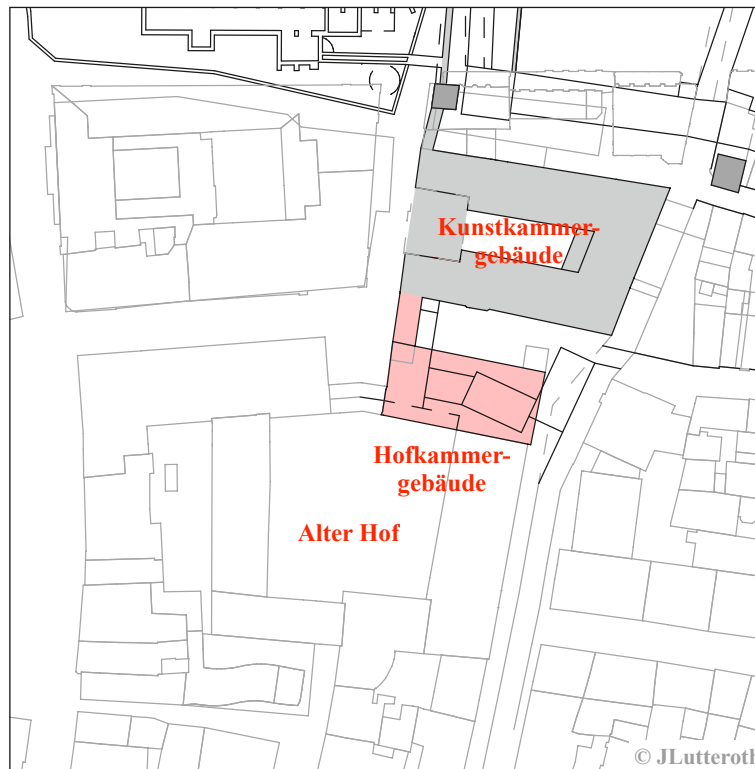 Kunstkammer-
gebäude
Hofkammer-
gebäude
Alter Hof
© JLutteroth